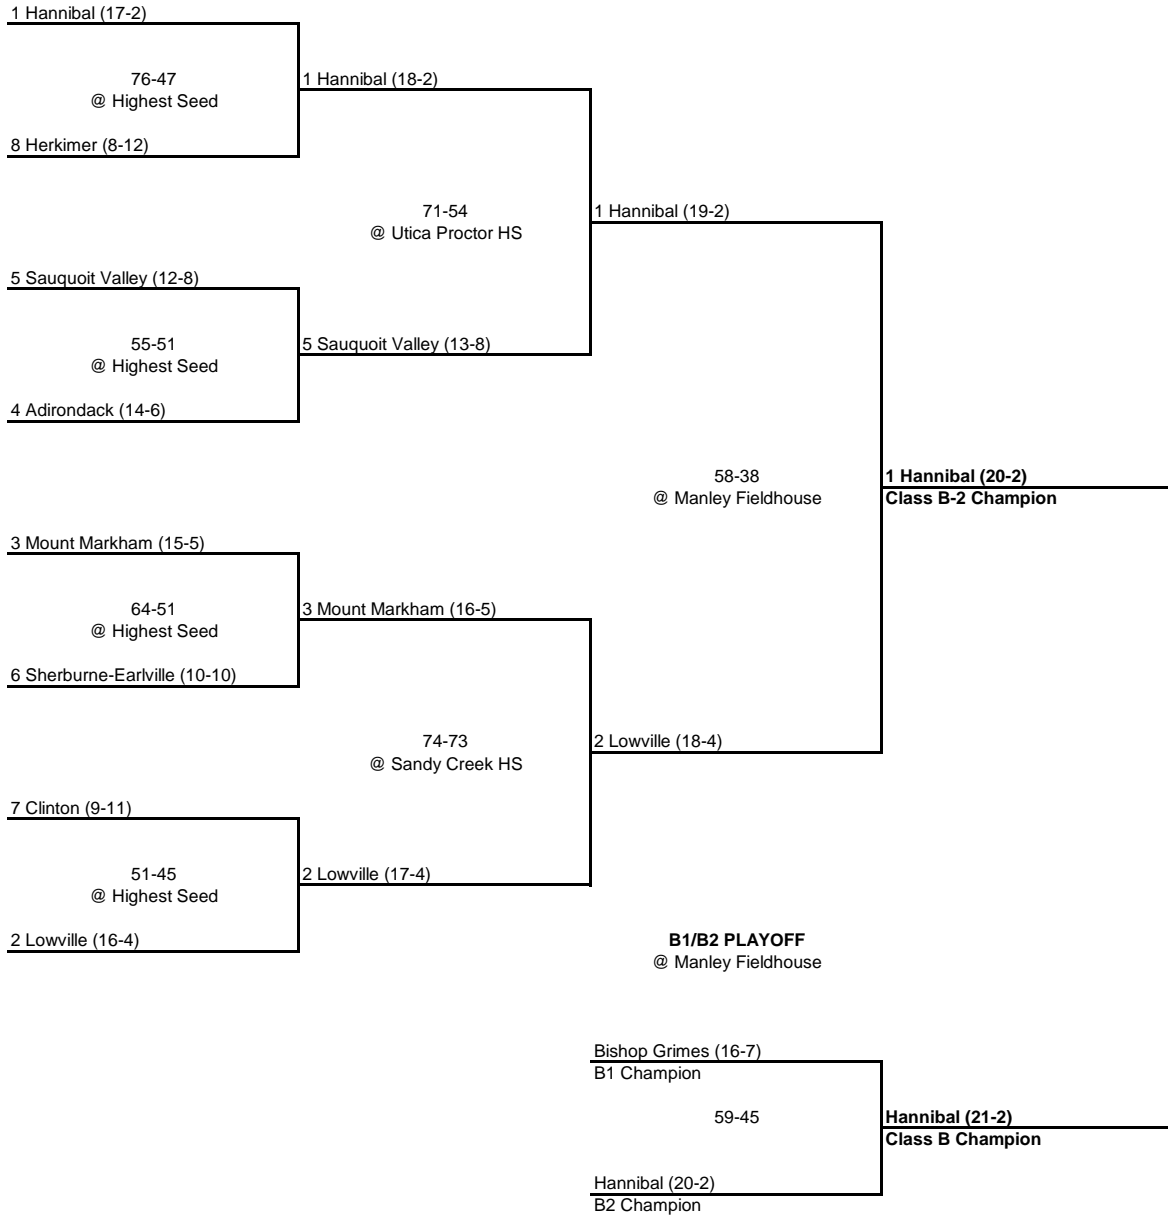 1 Hannibal (17-2)
76-47
@ Highest Seed
1 Hannibal (18-2)
8 Herkimer (8-12)
71-54
@ Utica Proctor HS
1 Hannibal (19-2)
5 Sauquoit Valley (12-8)
55-51
@ Highest Seed
5 Sauquoit Valley (13-8)
4 Adirondack (14-6)
58-38
@ Manley Fieldhouse
1 Hannibal (20-2)
Class B-2 Champion
3 Mount Markham (15-5)
64-51
@ Highest Seed
3 Mount Markham (16-5)
6 Sherburne-Earlville (10-10)
74-73
@ Sandy Creek HS
2 Lowville (18-4)
7 Clinton (9-11)
51-45
@ Highest Seed
2 Lowville (17-4)
2 Lowville (16-4)
B1/B2 PLAYOFF
@ Manley Fieldhouse
Bishop Grimes (16-7)
B1 Champion
59-45
Hannibal (21-2)
Class B Champion
Hannibal (20-2)
B2 Champion